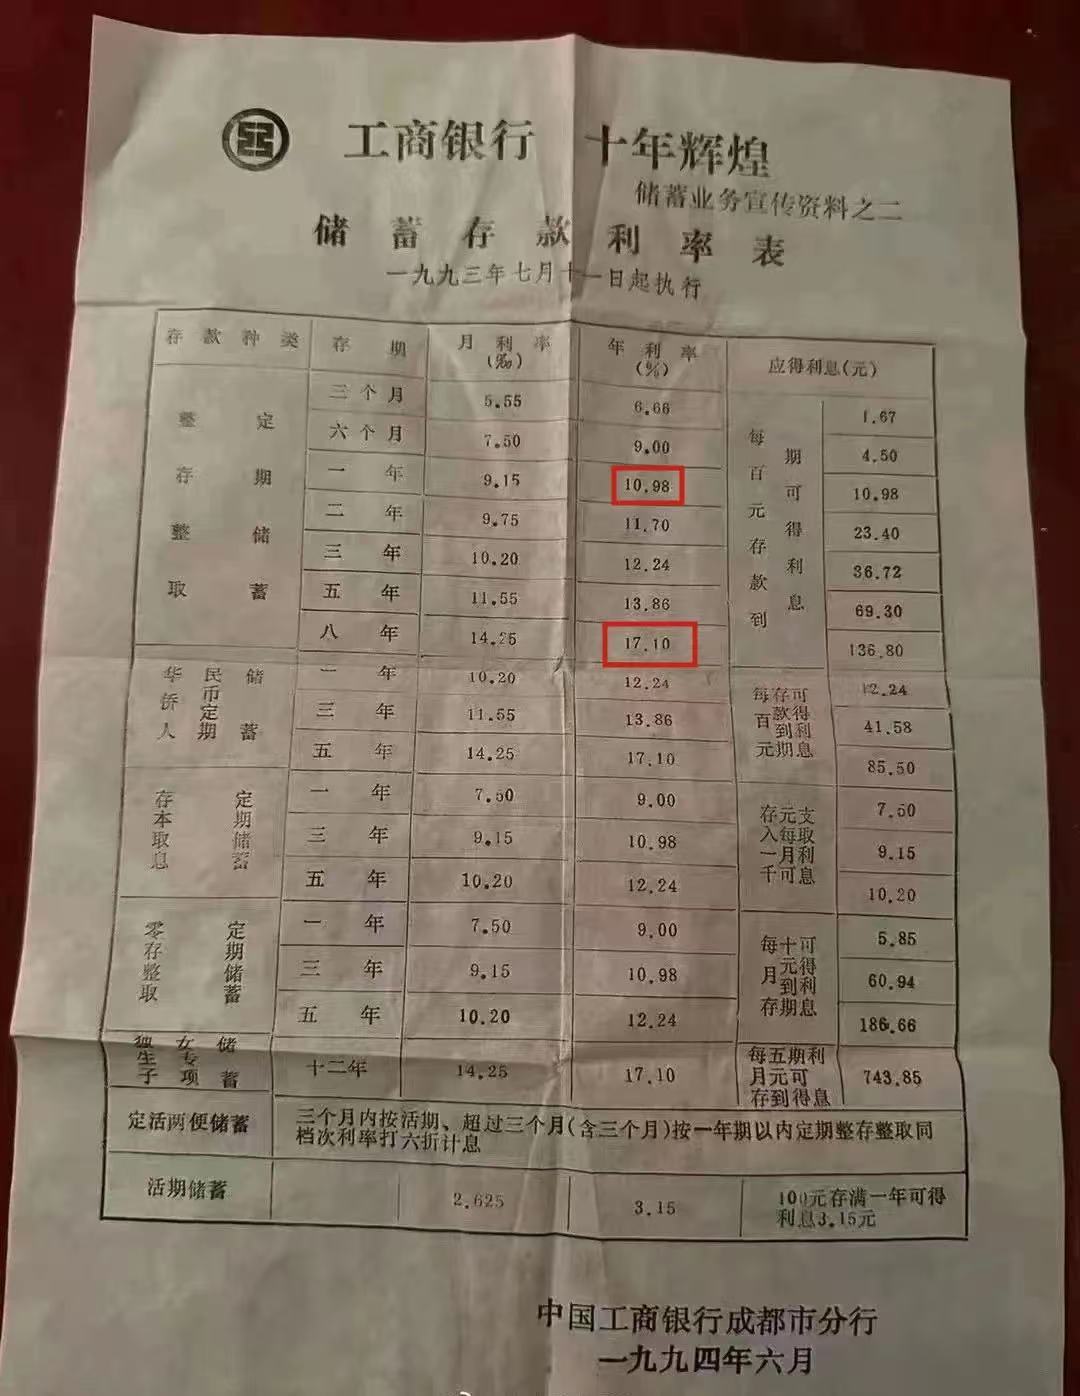 工商银行 十年辉煌
储蓄业务宣传资料之二
储蓄存款利率表
一九九三年七月十一日起执行
存款种类 存期 月利率(‰) 年利率(%) 应得利息(元)
整存整取定期储蓄 每百元存款到期可得利息
三个月 5.55 6.66 1.67
六个月 7.50 9.00 4.50
一年 9.15 10.98 10.98
二年 9.75 11.70 23.40
三年 10.20 12.24 36.72
五年 11.55 13.86 69.30
八年 14.25 17.10 136.80
华侨人民币定期储蓄 每百元存款到期可得利息
一年 10.20 12.24 12.24
三年 11.55 13.86 41.58
五年 14.25 17.10 85.50
存本取息定期储蓄 存入一千元每月可支取利息
一年 7.50 9.00 7.50
三年 9.15 10.98 9.15
五年 10.20 12.24 10.20
零存整取定期储蓄 每月存十元到期可得利息
一年 7.50 9.00 5.85
三年 9.15 10.98 60.94
五年 10.20 12.24 186.66
独生子女专项储蓄 十二年 14.25 17.10 每月存五元到期可得利息 743.85
定活两便储蓄 三个月内按活期、超过三个月(含三个月)按一年期以内定期整存整取同
档次利率打六折计息
活期储蓄 2.625 3.15 100元存满一年可得
利息3.15元
中国工商银行成都市分行
一九九四年六月